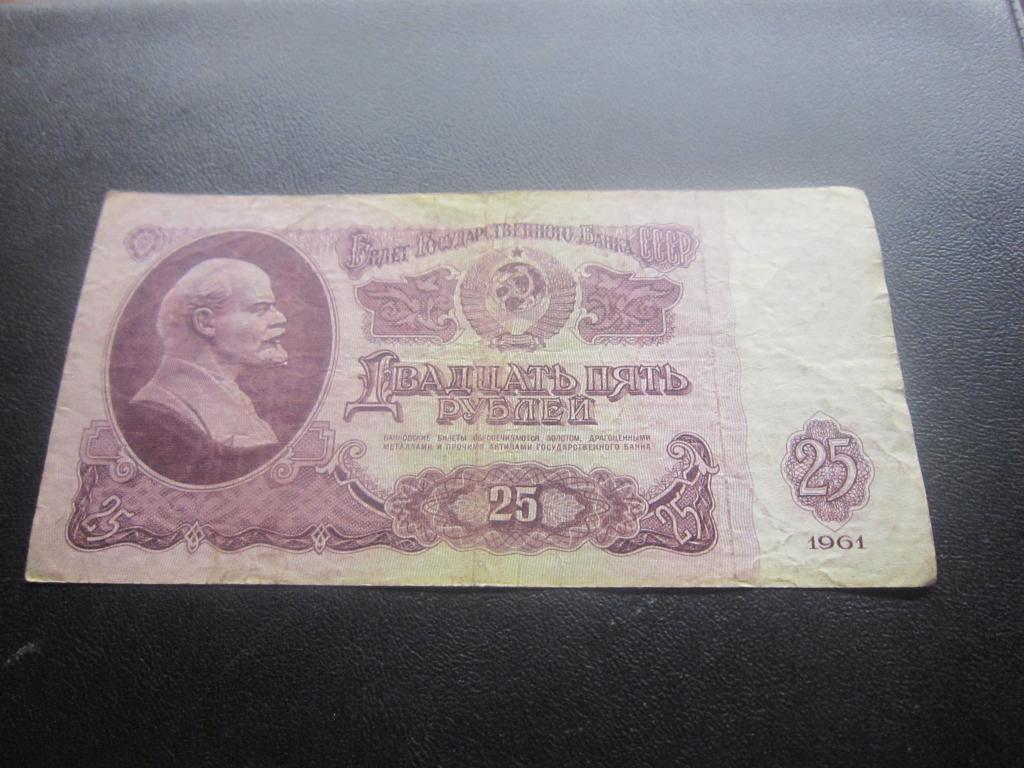 Билет Государственного Банка СССР
Двадцать пять
рублей
Банковские билеты обеспечиваются золотом, драгоценными
металлами и прочими активами Государственного банка
25
25
25
25
1961